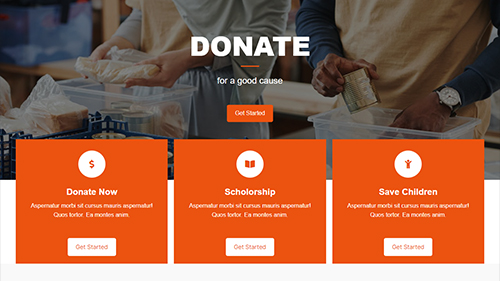 DONATE
for a good cause
Get Started
Donate Now
Aspernatur morbi sit cursus mauris aspernatur!
Quos tortor. Ea montes anim.
Get Started
Scholorship
Aspernatur morbi sit cursus mauris aspernatur!
Quos tortor. Ea montes anim.
Get Started
Save Children
Aspernatur morbi sit cursus mauris aspernatur!
Quos tortor. Ea montes anim.
Get Started